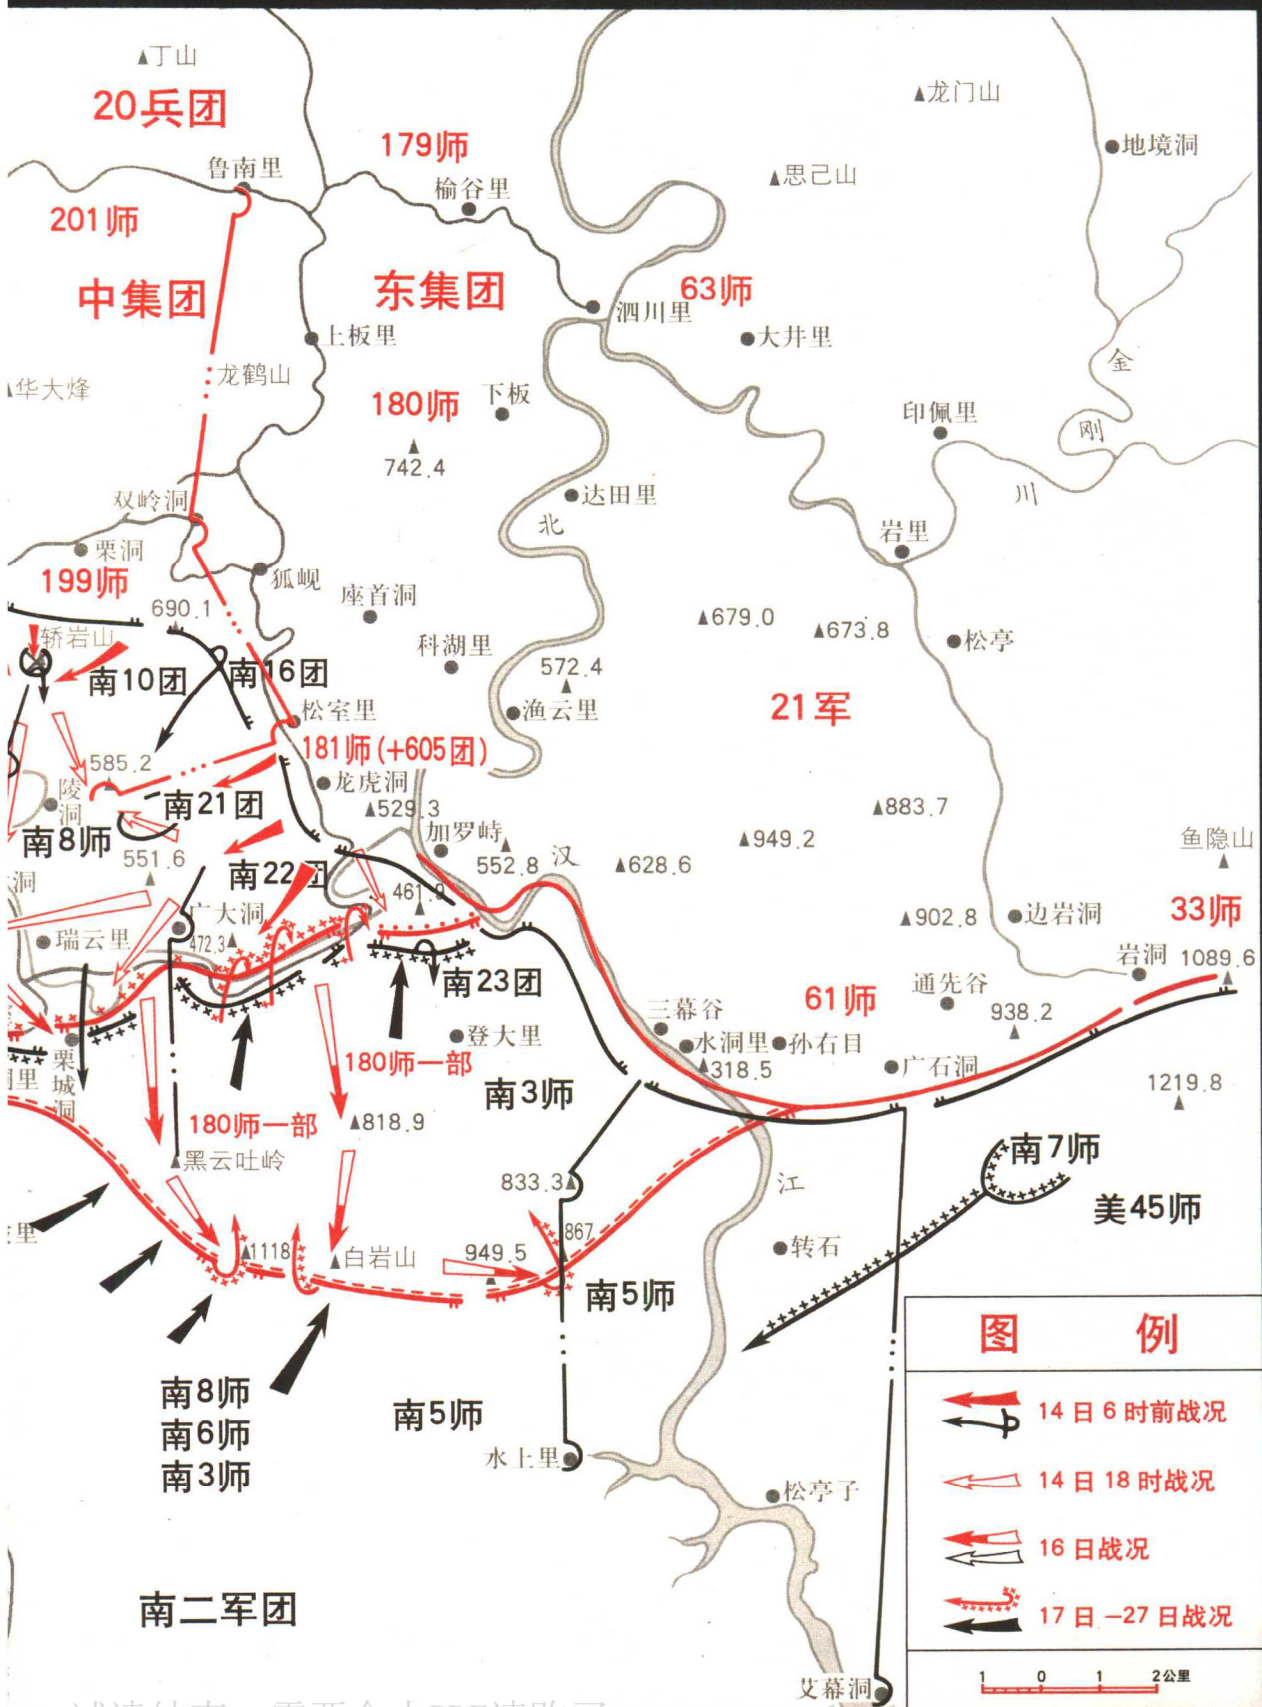 丁山
20兵团
龙门山
179师
地境洞
鲁南里
思己山
榆谷里
201师
中集团
东集团
63师
泗川里
上板里
大井里
金
龙鹤山
华大烽
180师
下板
印佩里
刚
742.4
双岭洞
达田里
川
北
岩里
栗洞
199师
狐岘
座首洞
690.1
679.0
673.8
轿岩山
科湖里
松亭
南10团
南16团
572.4
松室里
渔云里
21军
181师(+605团)
585.2
龙虎洞
陵洞
南21团
529.3
883.7
南8师
加罗峙
949.2
鱼隐山
551.6
552.8
汉
628.6
洞
南22团
461.9
33师
广大洞
902.8
边岩洞
瑞云里
472.3
岩洞
1089.6
南23团
61师
通先谷
三幕谷
938.2
登大里
水洞里
孙右目
栗城洞
180师一部
318.5
广石洞
里
南3师
1219.8
180师一部
818.9
南7师
黑云吐岭
833.3
江
美45师
里
867
1118
白岩山
949.5
转石
南5师
图 例
南8师
南6师
南3师
南5师
14日6时前战况
水上里
14日18时战况
松亭子
16日战况
南二军团
17日－27日战况
艾幕洞
1 0 1 2公里